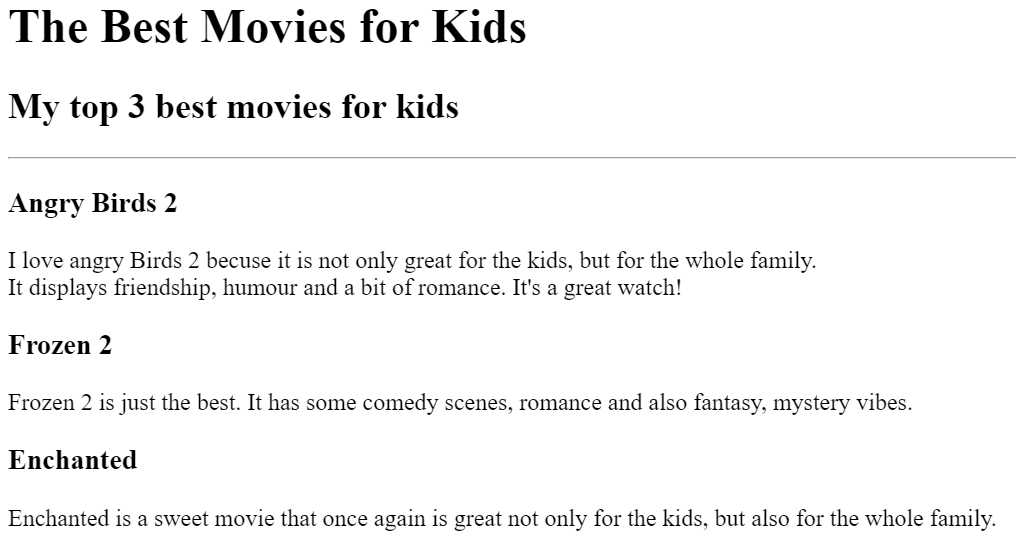 The Best Movies for Kids
My top 3 best movies for kids
Angry Birds 2
I love angry Birds 2 becuse it is not only great for the kids, but for the whole family.
It displays friendship, humour and a bit of romance. It's a great watch!
Frozen 2
Frozen 2 is just the best. It has some comedy scenes, romance and also fantasy, mystery vibes.
Enchanted
Enchanted is a sweet movie that once again is great not only for the kids, but also for the whole family.